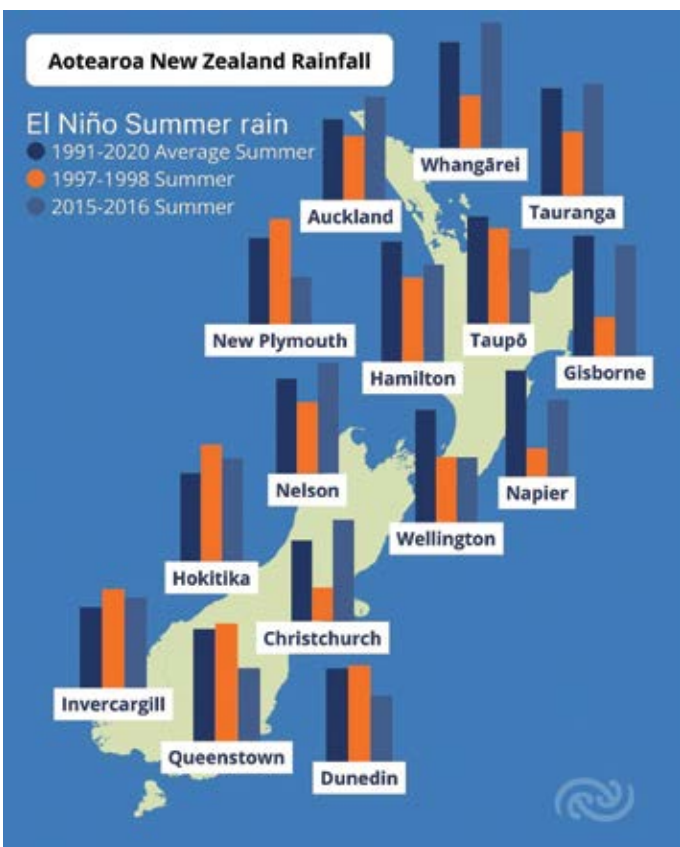 Aotearoa New Zealand Rainfall
El Niño Summer rain
1991-2020 Average Summer
1997-1998 Summer
2015-2016 Summer
Whangārei
Auckland
Tauranga
New Plymouth
Taupō
Hamilton
Gisborne
Nelson
Napier
Wellington
Hokitika
Christchurch
Invercargill
Queenstown
Dunedin